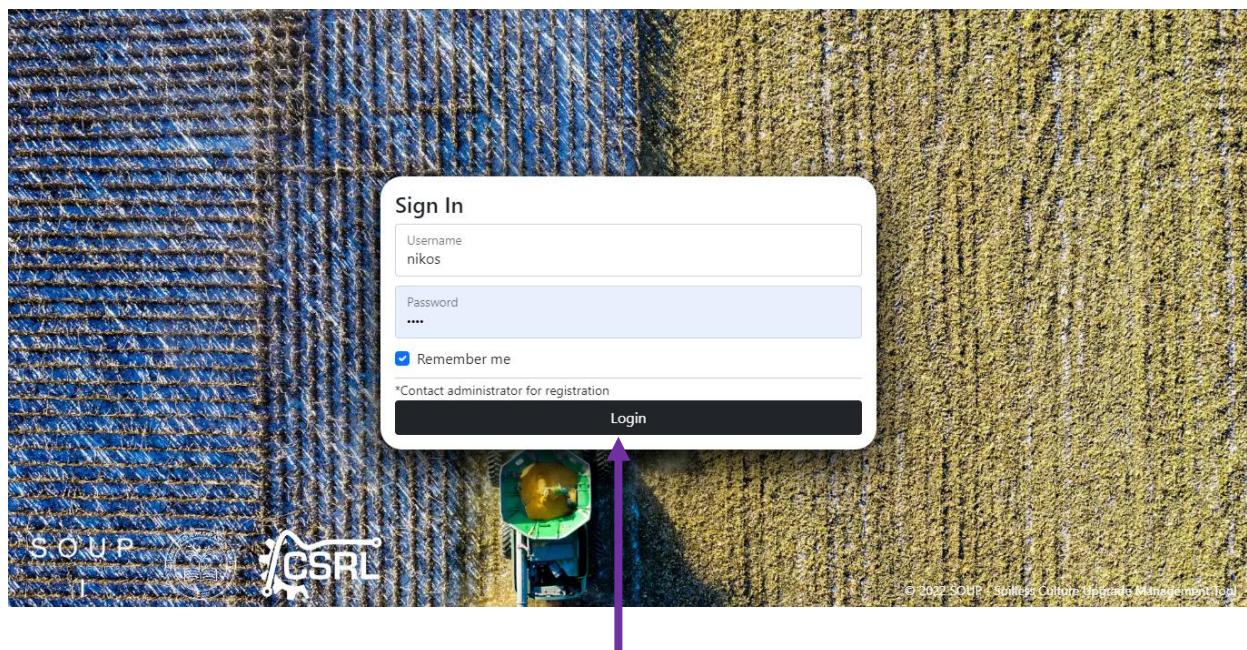 Sign In
Username
nikos
Password
••••
Remember me
*Contact administrator for registration
Login
SOUP
CSRL
© 2022 SOUP - Soilless Culture Upgrade Management Tool